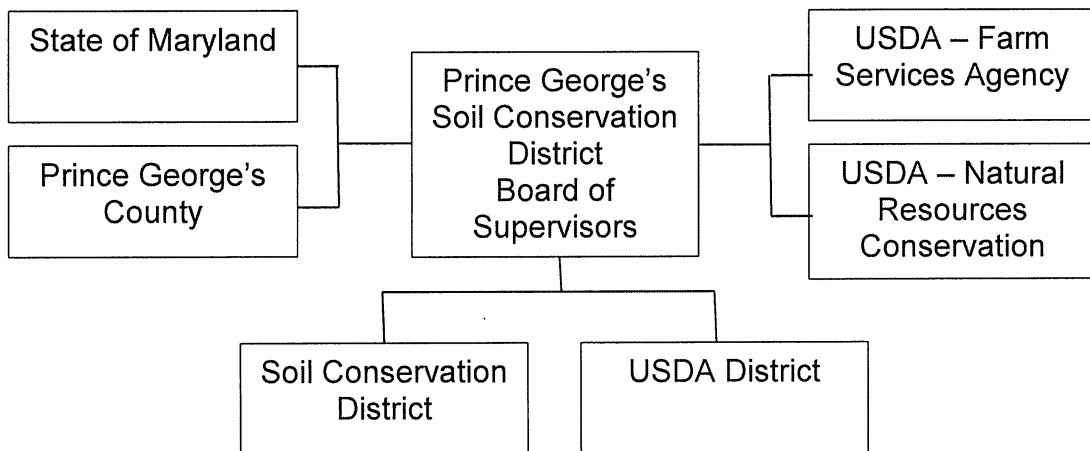 State of Maryland
Prince George’s
County
Prince George’s
Soil Conservation
District
Board of
Supervisors
USDA – Farm
Services Agency
USDA – Natural
Resources
Conservation
Soil Conservation
District
USDA District